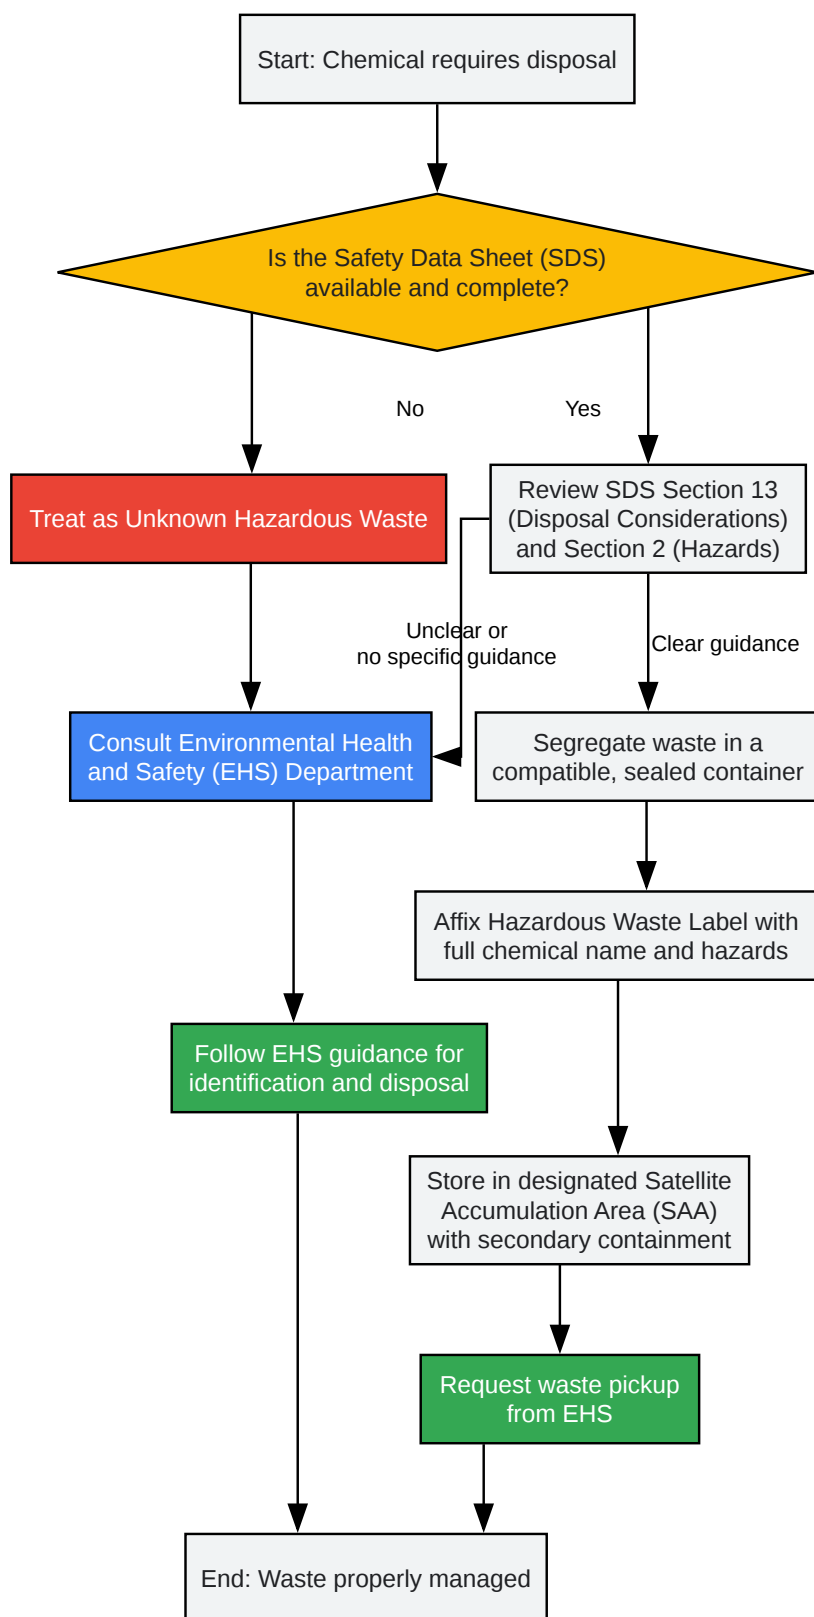 Start: Chemical requires disposal
Is the Safety Data Sheet (SDS)
available and complete?
No
Yes
Treat as Unknown Hazardous Waste
Review SDS Section 13
(Disposal Considerations)
and Section 2 (Hazards)
Unclear or
no specific guidance
Clear guidance
Consult Environmental Health
and Safety (EHS) Department
Segregate waste in a
compatible, sealed container
Affix Hazardous Waste Label with
full chemical name and hazards
Follow EHS guidance for
identification and disposal
Store in designated Satellite
Accumulation Area (SAA)
with secondary containment
Request waste pickup
from EHS
End: Waste properly managed